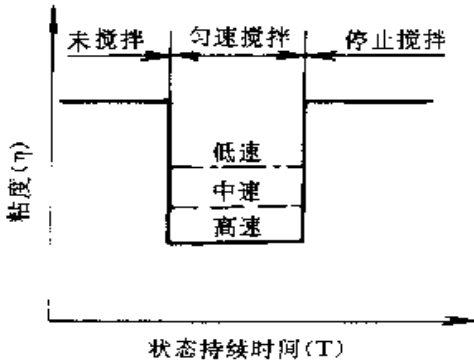 未搅拌 匀速搅拌 停止搅拌
粘度(η)
低速
中速
高速
状态持续时间(T)